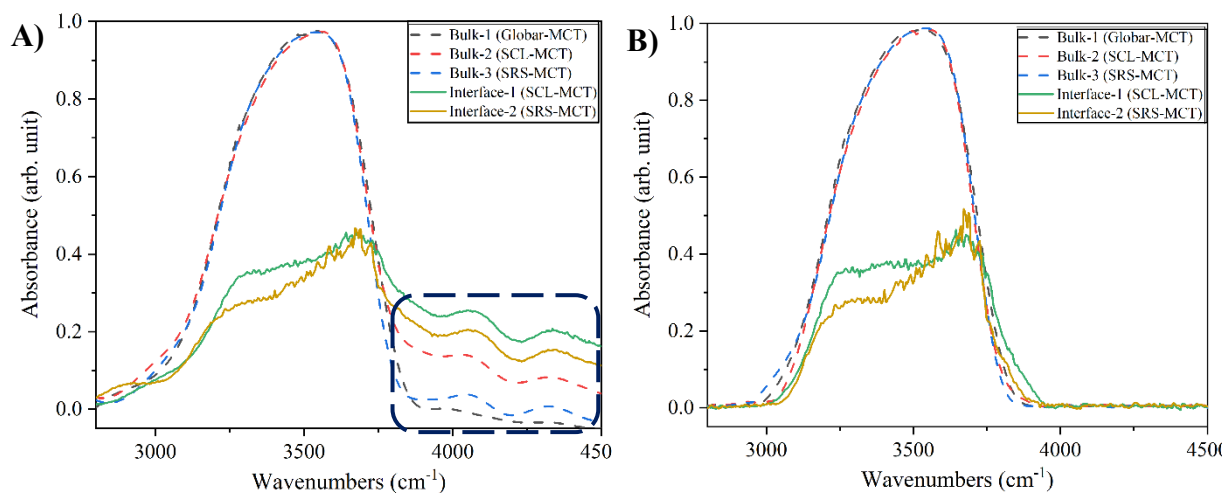 A)
1.0
0.8
0.6
0.4
0.2
0.0
Absorbance (arb. unit)
Bulk-1 (Globar-MCT)
Bulk-2 (SCL-MCT)
Bulk-3 (SRS-MCT)
Interface-1 (SCL-MCT)
Interface-2 (SRS-MCT)
3000 3500 4000 4500
Wavenumbers (cm-1)
B)
1.0
0.8
0.6
0.4
0.2
0.0
Absorbance (arb. unit)
Bulk-1 (Globar-MCT)
Bulk-2 (SCL-MCT)
Bulk-3 (SRS-MCT)
Interface-1 (SCL-MCT)
Interface-2 (SRS-MCT)
3000 3500 4000 4500
Wavenumbers (cm-1)